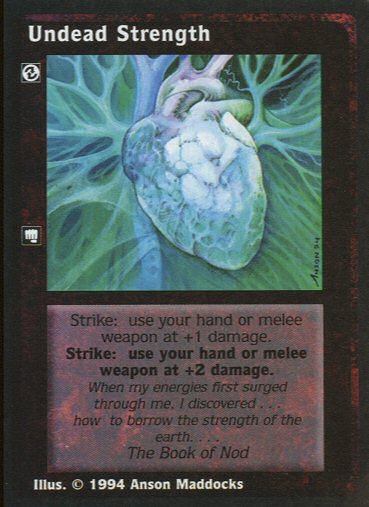 Undead Strength
ANSON 94
Strike: use your hand or melee
weapon at +1 damage.
Strike: use your hand or melee
weapon at +2 damage.
When my energies first surged
through me, I discovered . . .
how to borrow the strength of the
earth. . . .
The Book of Nod
Illus. © 1994 Anson Maddocks